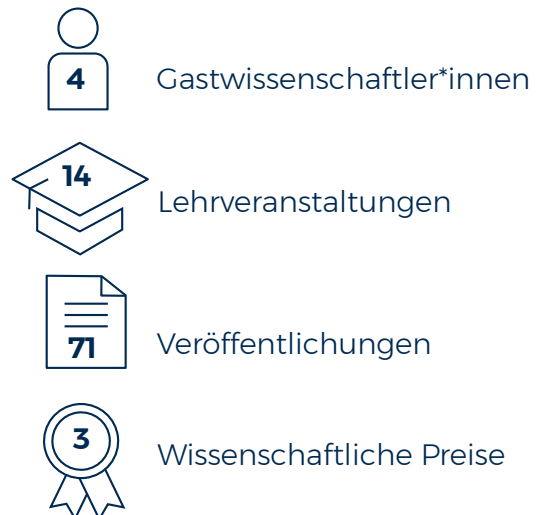 4 Gastwissenschaftler*innen
14 Lehrveranstaltungen
71 Veröffentlichungen
3 Wissenschaftliche Preise